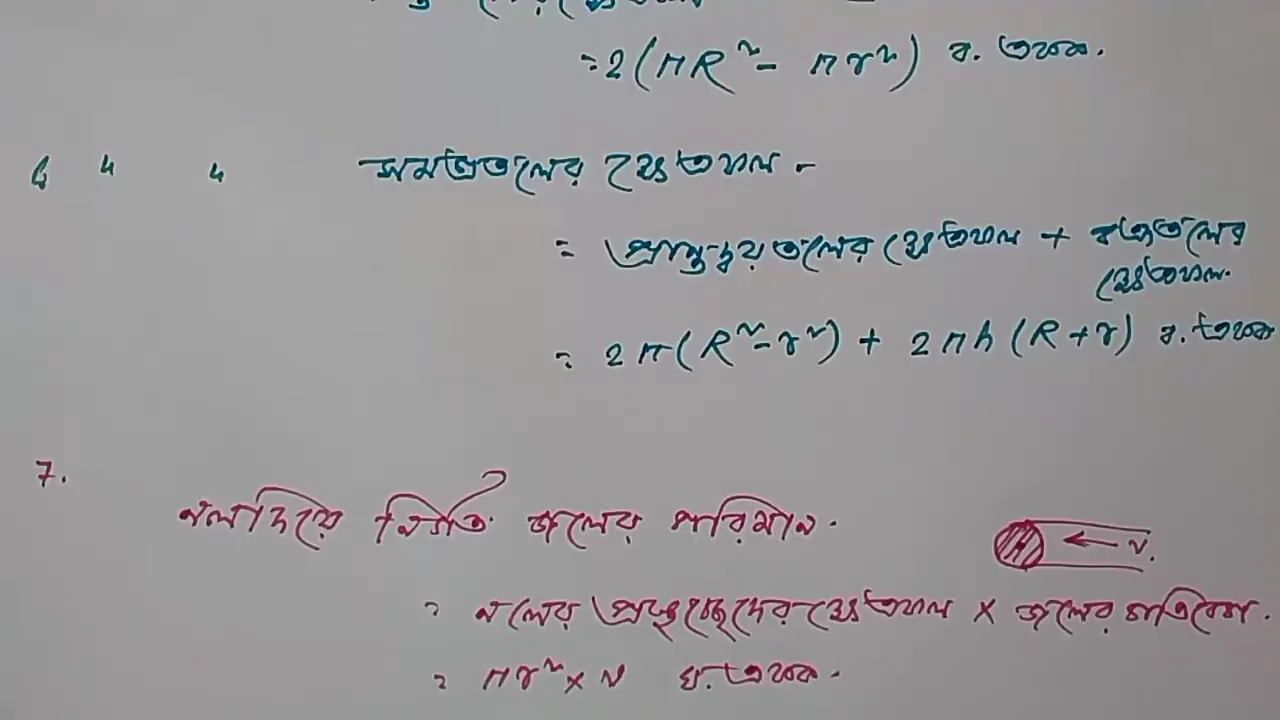 =2(πR²- πr²) ব. একক.
6 " " সমগ্রতলের ক্ষেত্রফল -
= প্রান্তদ্বয় তলের ক্ষেত্রফল + বক্রতলের
ক্ষেত্রফল.
= 2π(R²-r²) + 2πh (R+r) ব. একক
7.
নলদিয়ে নির্গত জলের পরিমান.
v.
= নলের প্রস্থচ্ছেদের ক্ষেত্রফল × জলের গতিবেগ.
= πr² × v ঘ. একক.